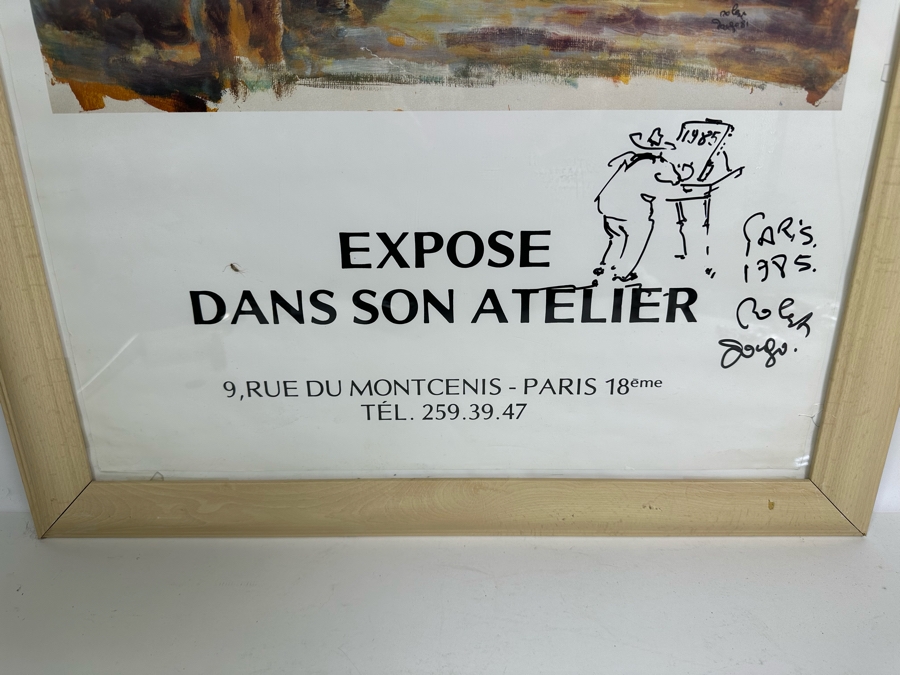 1985
EXPOSE
DANS SON ATELIER
PARIS.
1985.
9, RUE DU MONTCENIS - PARIS 18ème
TÉL. 259.39.47